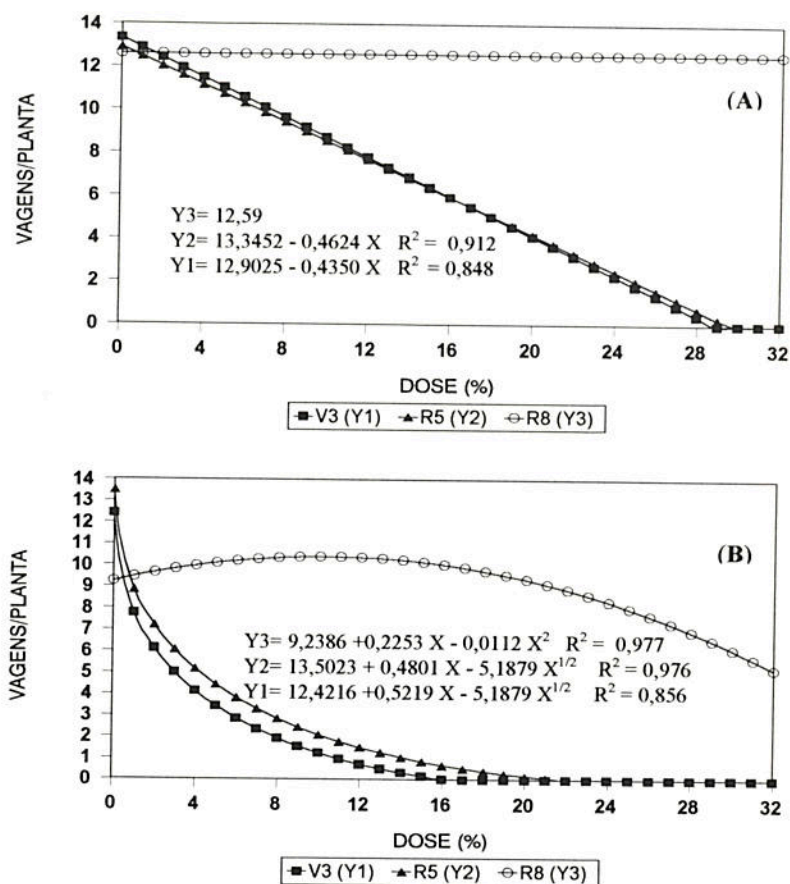 14
12
10
8
6
4
2
0
VAGENS/PLANTA
(A)
Y3= 12,59
Y2= 13,3452 - 0,4624 X R² = 0,912
Y1= 12,9025 - 0,4350 X R² = 0,848
0 4 8 12 16 20 24 28 32
DOSE (%)
V3 (Y1) R5 (Y2) R8 (Y3)
14
13
12
11
10
9
8
7
6
5
4
3
2
1
0
VAGENS/PLANTA
(B)
Y3= 9,2386 +0,2253 X - 0,0112 X² R² = 0,977
Y2= 13,5023 + 0,4801 X - 5,1879 X^1/2 R² = 0,976
Y1= 12,4216 +0,5219 X - 5,1879 X^1/2 R² = 0,856
0 4 8 12 16 20 24 28 32
DOSE (%)
V3 (Y1) R5 (Y2) R8 (Y3)